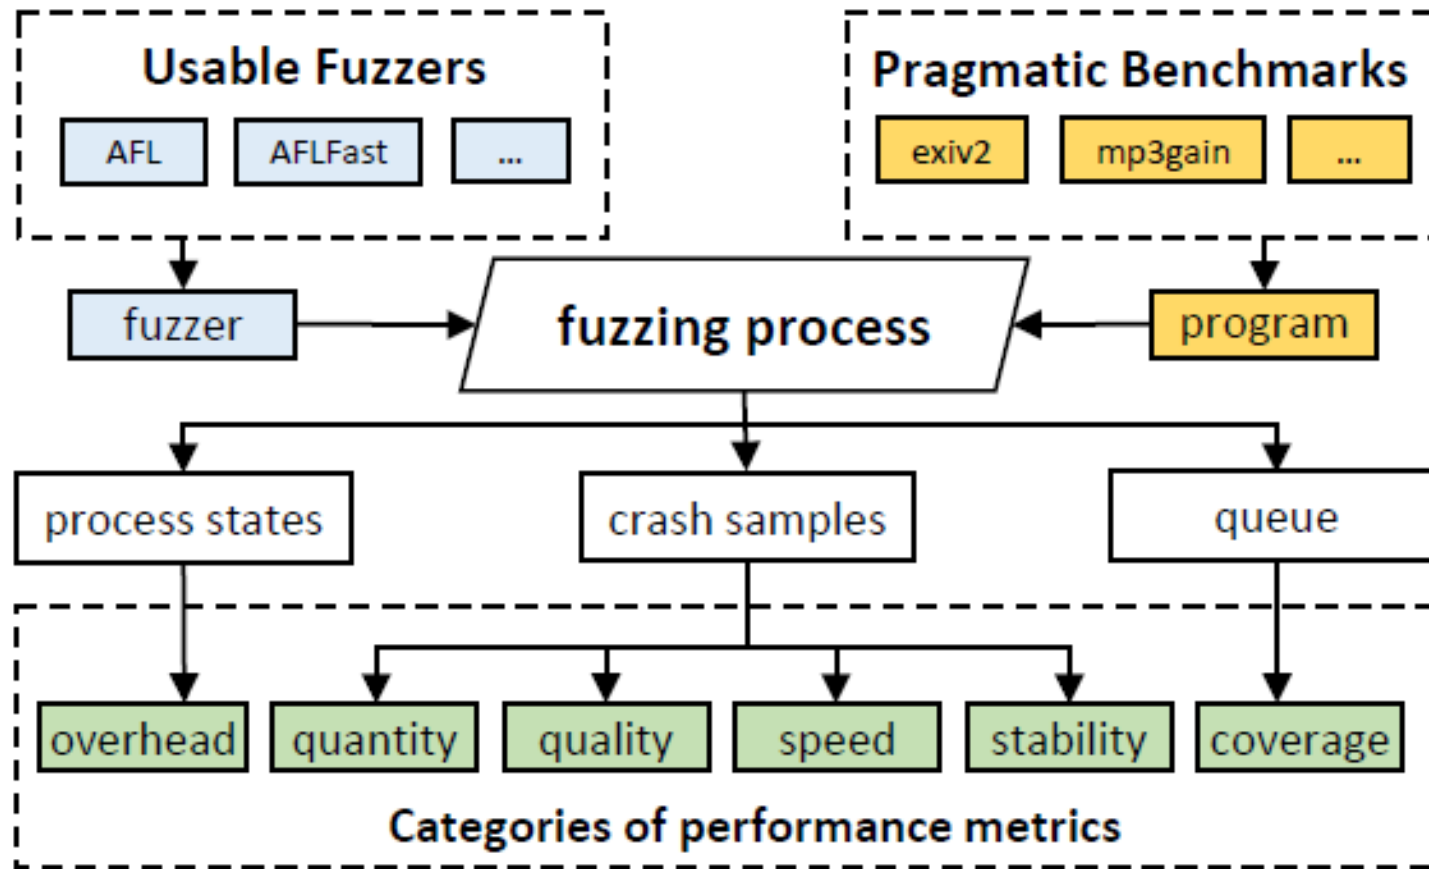 Usable Fuzzers
AFL
AFLFast
...
Pragmatic Benchmarks
exiv2
mp3gain
...
fuzzer
fuzzing process
program
process states
crash samples
queue
overhead
quantity
quality
speed
stability
coverage
Categories of performance metrics